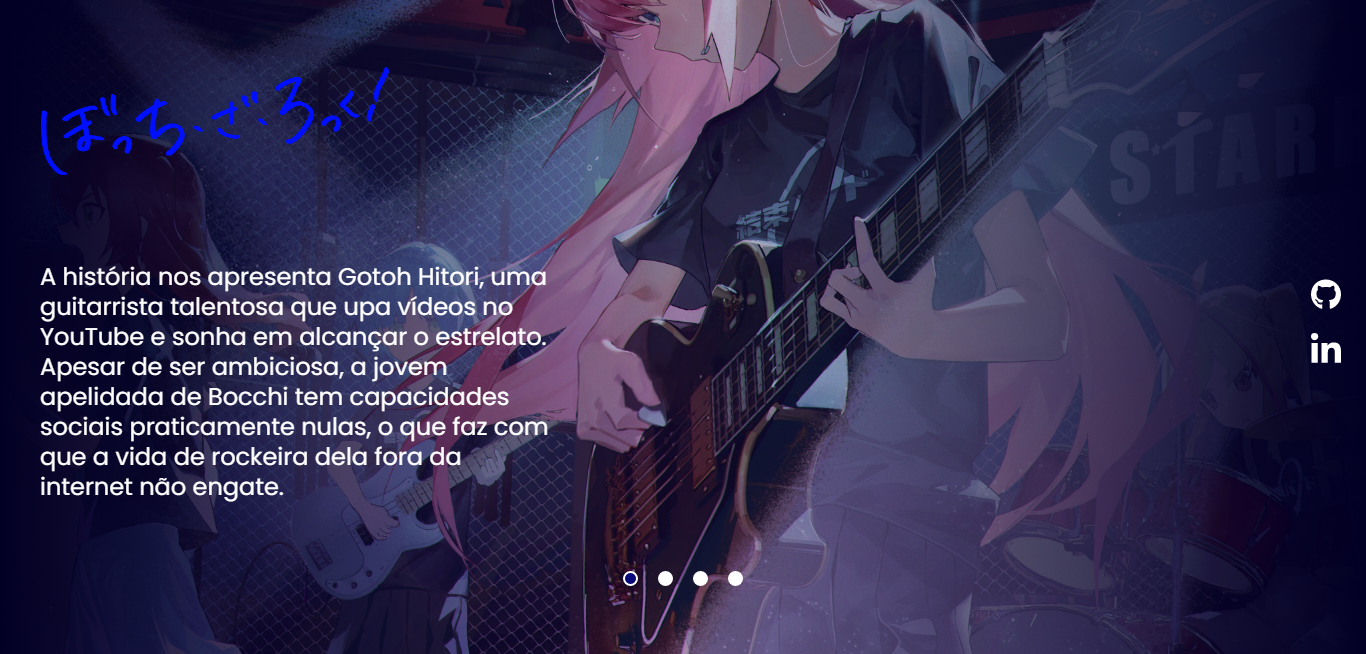 ぼっち・ざ・ろっく!
STAR
A história nos apresenta Gotoh Hitori, uma
guitarrista talentosa que upa vídeos no
YouTube e sonha em alcançar o estrelato.
Apesar de ser ambiciosa, a jovem
apelidada de Bocchi tem capacidades
sociais praticamente nulas, o que faz com
que a vida de rockeira dela fora da
internet não engate.
in